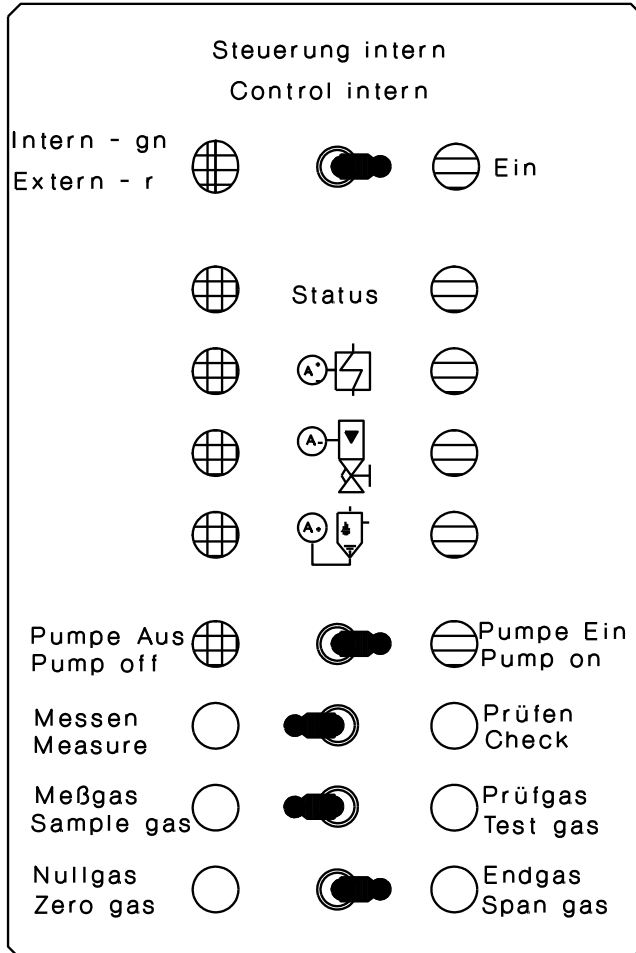 Steuerung intern
Control intern
Intern - gn
Extern - r
Ein
Status
A+
-
A-
A+
Pumpe Aus
Pump off
Pumpe Ein
Pump on
Messen
Measure
Prüfen
Check
Meßgas
Sample gas
Prüfgas
Test gas
Nullgas
Zero gas
Endgas
Span gas